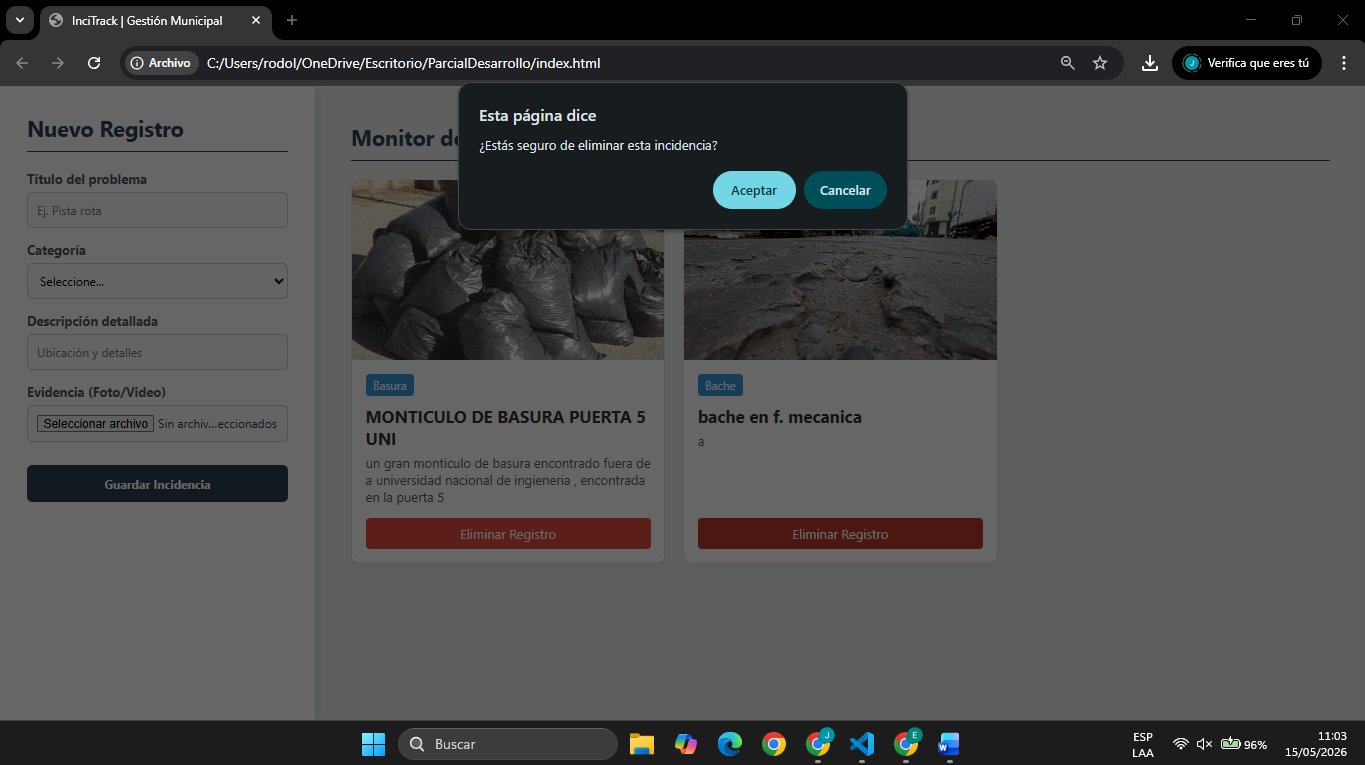 InciTrack | Gestión Municipal
Archivo
C:/Users/rodol/OneDrive/Escritorio/ParcialDesarrollo/index.html
Verifica que eres tú
Esta página dice
¿Estás seguro de eliminar esta incidencia?
Aceptar
Cancelar
Nuevo Registro
Título del problema
Ej. Pista rota
Categoría
Seleccione...
Descripción detallada
Ubicación y detalles
Evidencia (Foto/Video)
Seleccionar archivo Sin archiv...eccionados
Guardar Incidencia
Monitor de
Basura
MONTICULO DE BASURA PUERTA 5
UNI
un gran monticulo de basura encontrado fuera de
a universidad nacional de ingieneria , encontrada
en la puerta 5
Eliminar Registro
Bache
bache en f. mecanica
a
Eliminar Registro
Buscar
J
J
E
ESP
LAA
96%
11:03
15/05/2026